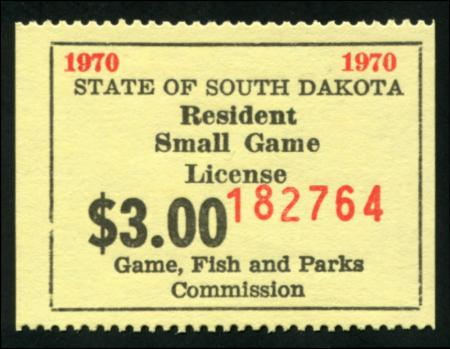 1970 1970
STATE OF SOUTH DAKOTA
Resident
Small Game
License
$3.00 182764
Game, Fish and Parks
Commission